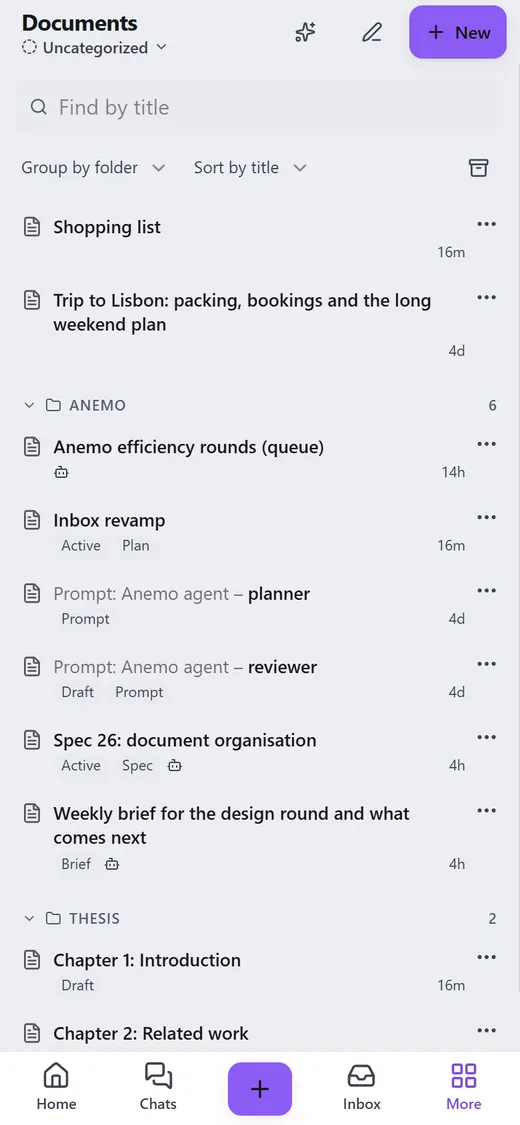 Documents
Uncategorized
New
Find by title
Group by folder
Sort by title
Shopping list
16m
Trip to Lisbon: packing, bookings and the long
weekend plan
4d
ANEMO
6
Anemo efficiency rounds (queue)
14h
Inbox revamp
Active Plan
16m
Prompt: Anemo agent – planner
Prompt
4d
Prompt: Anemo agent – reviewer
Draft Prompt
4d
Spec 26: document organisation
Active Spec
4h
Weekly brief for the design round and what
comes next
Brief
4h
THESIS
2
Chapter 1: Introduction
Draft
16m
Chapter 2: Related work
Home
Chats
Inbox
More